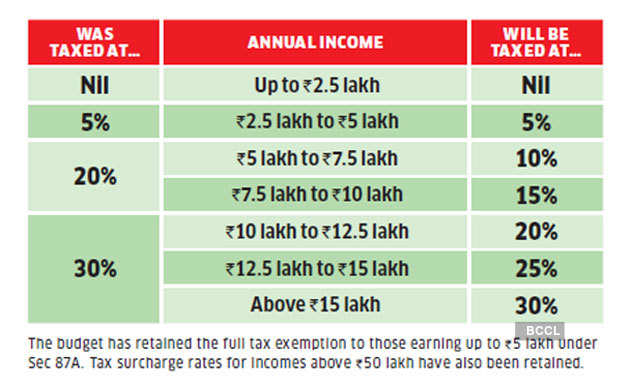 WAS TAXED AT... ANNUAL INCOME WILL BE TAXED AT...
Nil Up to ₹2.5 lakh Nil
5% ₹2.5 lakh to ₹5 lakh 5%
20% ₹5 lakh to ₹7.5 lakh 10%
₹7.5 lakh to ₹10 lakh 15%
30% ₹10 lakh to ₹12.5 lakh 20%
₹12.5 lakh to ₹15 lakh 25%
Above ₹15 lakh 30%
BCCL
The budget has retained the full tax exemption to those earning up to ₹5 lakh under
Sec 87A. Tax surcharge rates for incomes above ₹50 lakh have also been retained.